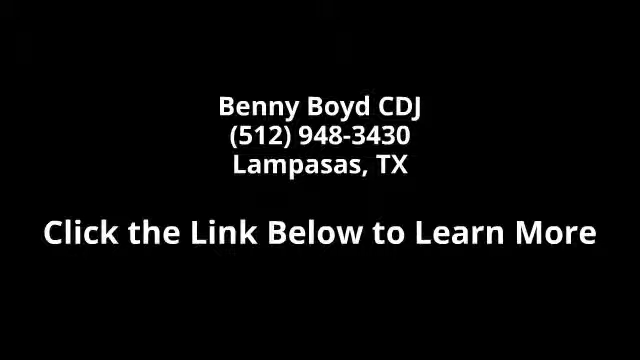 Benny Boyd CDJ
(512) 948-3430
Lampasas, TX
Click the Link Below to Learn More